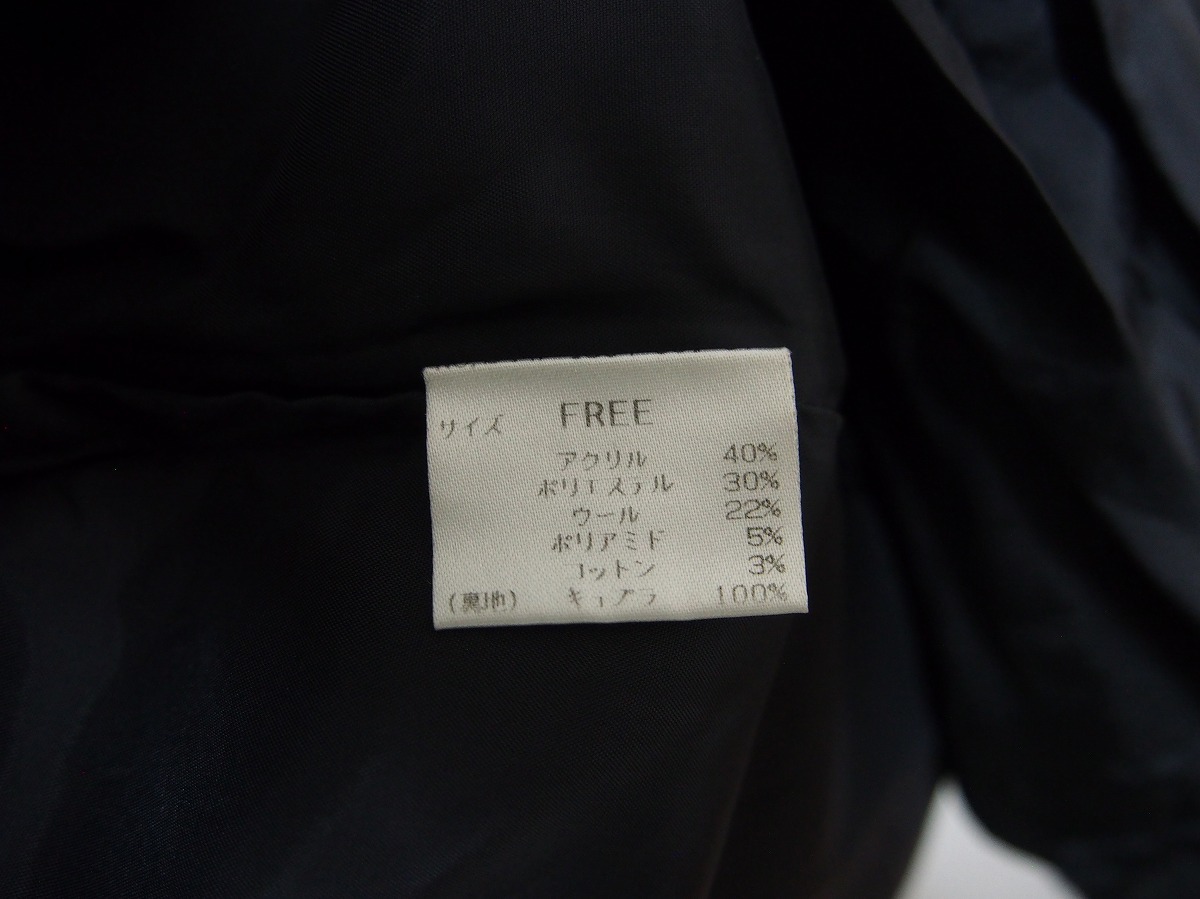 サイズ FREE
アクリル 40%
ポリエステル 30%
ウール 22%
ポリアミド 5%
コットン 3%
(裏地) キュプラ 100%